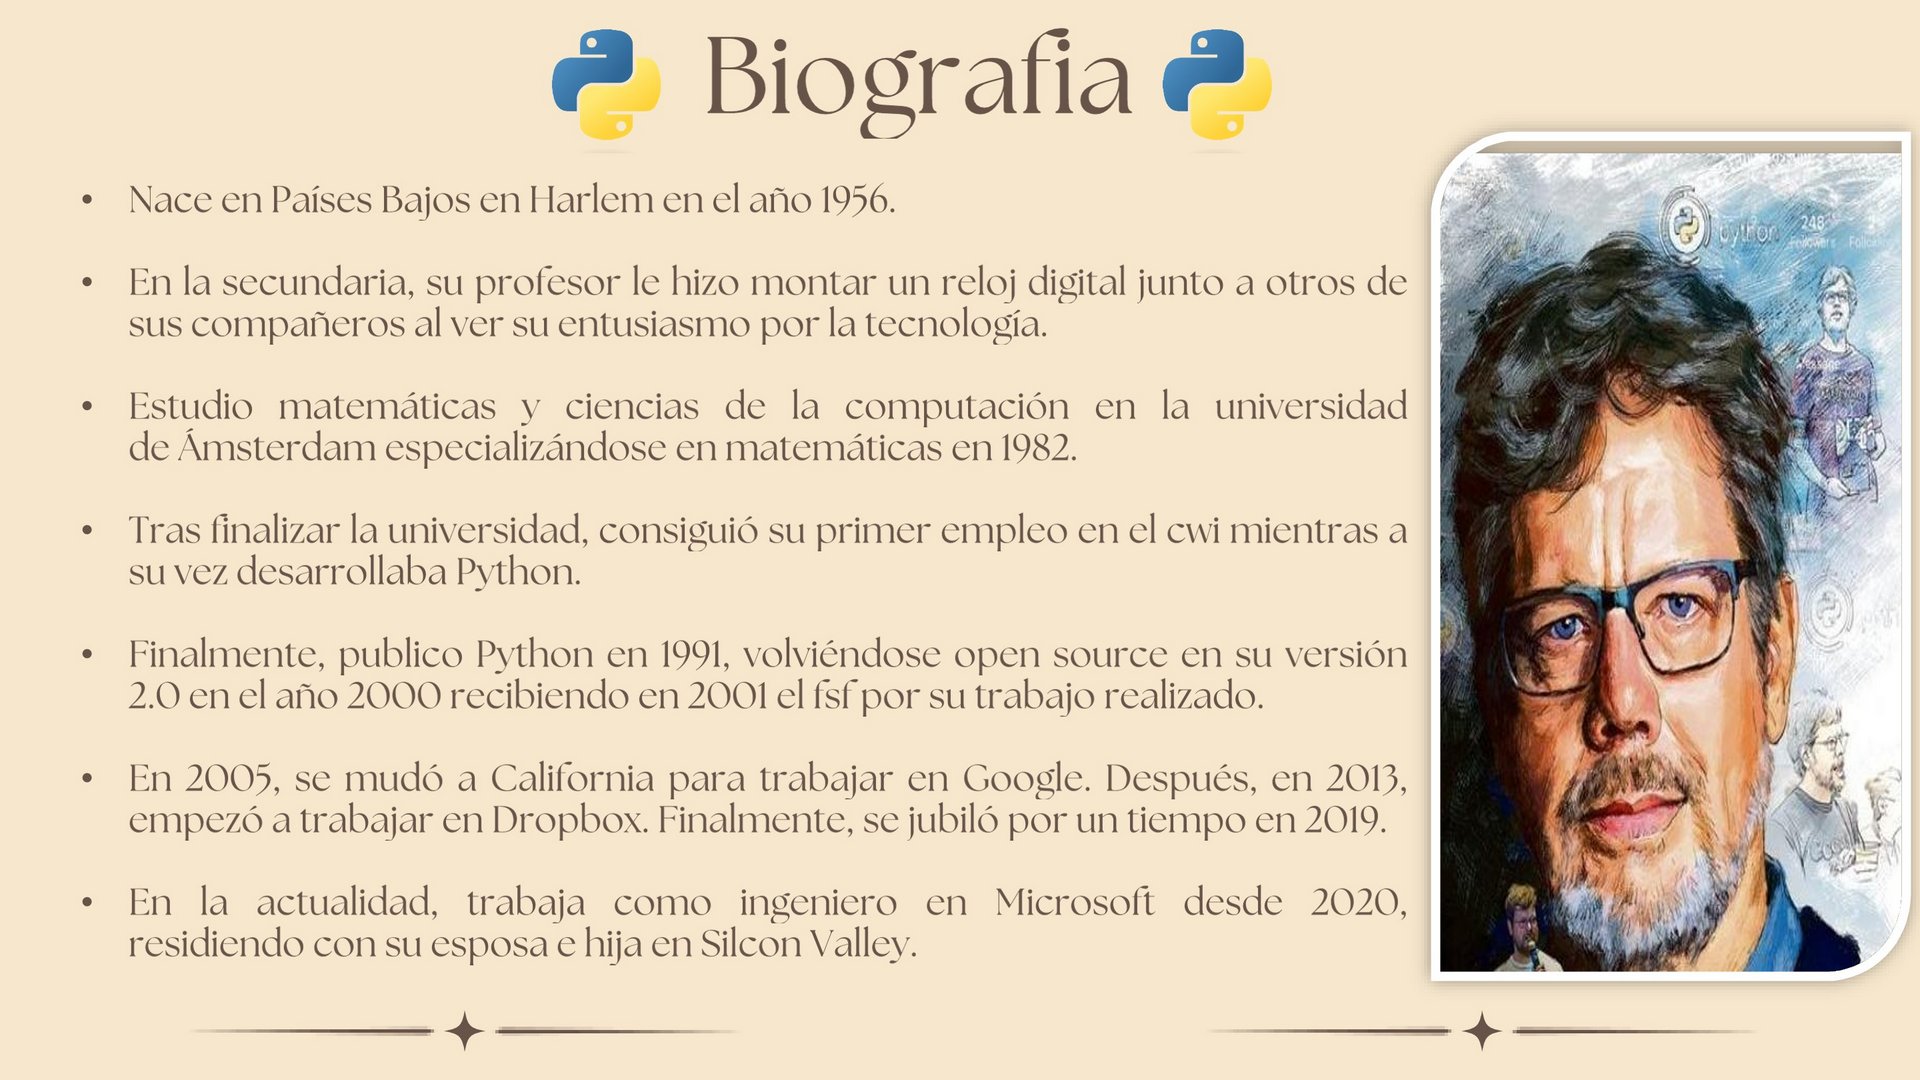 Biografia
• Nace en Países Bajos en Harlem en el año 1956.
• En la secundaria, su profesor le hizo montar un reloj digital junto a otros de
sus compañeros al ver su entusiasmo por la tecnología.
• Estudio matemáticas y ciencias de la computación en la universidad
de Ámsterdam especializándose en matemáticas en 1982.
• Tras finalizar la universidad, consiguió su primer empleo en el cwi mientras a
su vez desarrollaba Python.
• Finalmente, publico Python en 1991, volviéndose open source en su versión
2.0 en el año 2000 recibiendo en 2001 el fsf por su trabajo realizado.
• En 2005, se mudó a California para trabajar en Google. Después, en 2013,
empezó a trabajar en Dropbox. Finalmente, se jubiló por un tiempo en 2019.
• En la actualidad, trabaja como ingeniero en Microsoft desde 2020,
residiendo con su esposa e hija en Silcon Valley.
python
248